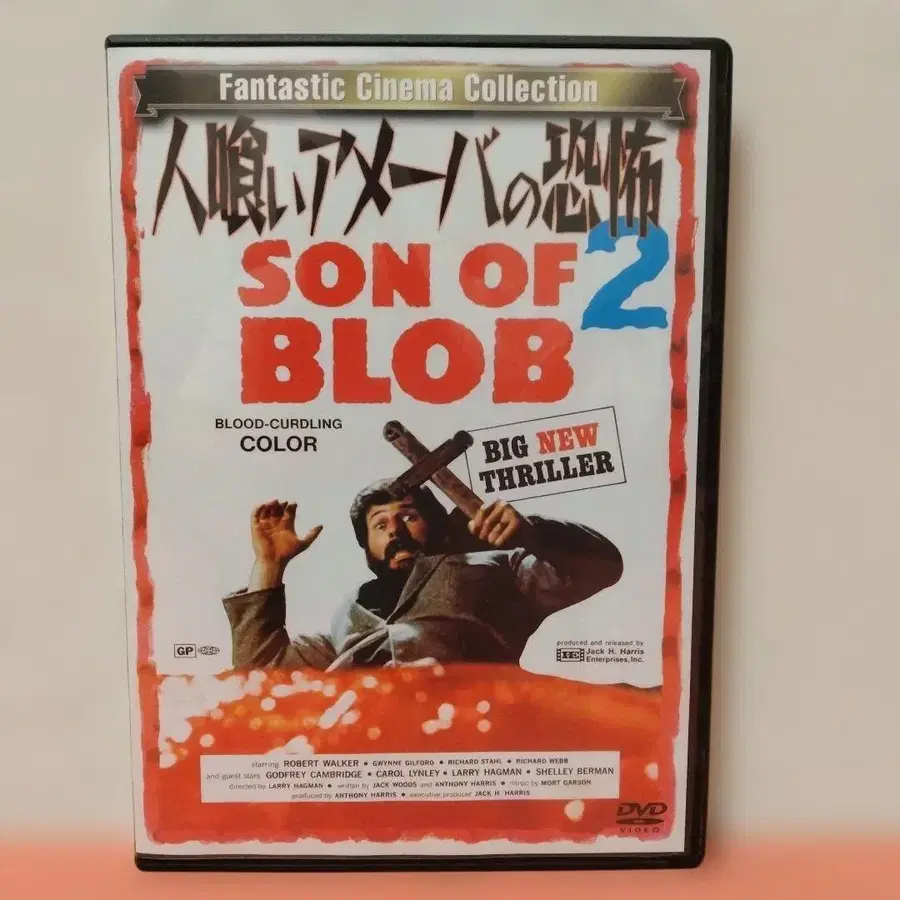 Fantastic Cinema Collection
人喰いアメーバの恐怖
2
SON OF
BLOB
BLOOD-CURDLING
COLOR
BIG NEW
THRILLER
GP
produced and released by
Jack H. Harris
Enterprises, Inc.
starring ROBERT WALKER • GWYNNE GILFORD • RICHARD STAHL • RICHARD WEBB
and guest stars GODFREY CAMBRIDGE • CAROL LYNLEY • LARRY HAGMAN • SHELLEY BERMAN
directed by LARRY HAGMAN • written by JACK WOODS and ANTHONY HARRIS • music by MORT GARSON
produced by ANTHONY HARRIS • executive producer JACK H. HARRIS
DVD
VIDEO